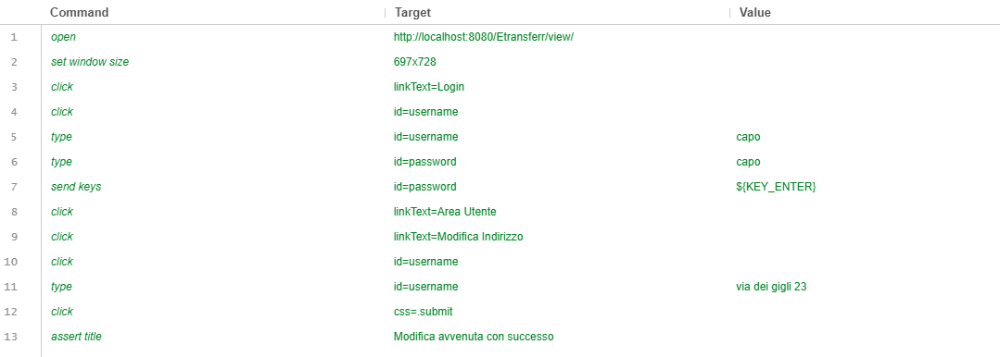 Command Target Value
1 open http://localhost:8080/Etransferr/view/
2 set window size 697x728
3 click linkText=Login
4 click id=username
5 type id=username capo
6 type id=password capo
7 send keys id=password ${KEY_ENTER}
8 click linkText=Area Utente
9 click linkText=Modifica Indirizzo
10 click id=username
11 type id=username via dei gigli 23
12 click css=.submit
13 assert title Modifica avvenuta con successo